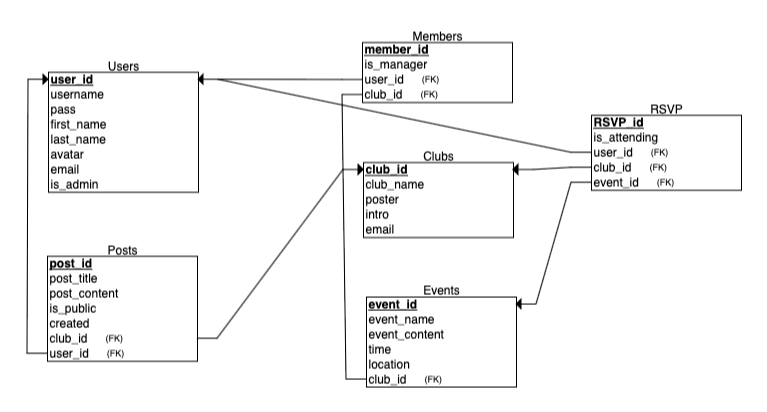 Users
user_id
username
pass
first_name
last_name
avatar
email
is_admin
Members
member_id
is_manager
user_id (FK)
club_id (FK)
RSVP
RSVP_id
is_attending
user_id (FK)
club_id (FK)
event_id (FK)
Clubs
club_id
club_name
poster
intro
email
Posts
post_id
post_title
post_content
is_public
created
club_id (FK)
user_id (FK)
Events
event_id
event_name
event_content
time
location
club_id (FK)